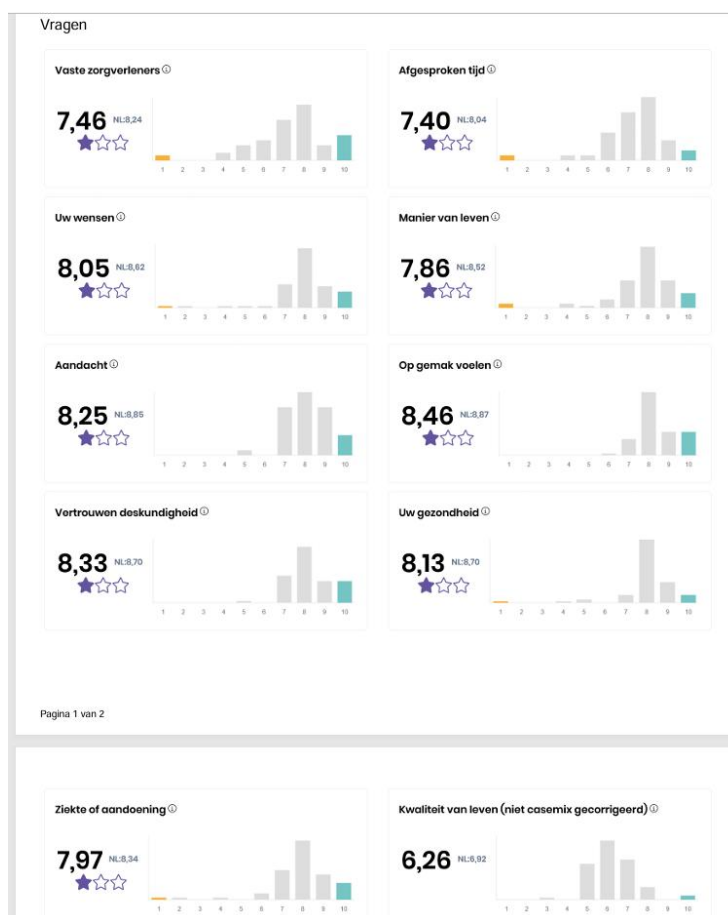 Vragen
Vaste zorgverleners ⓘ
7,46 NL:8,24
1 2 3 4 5 6 7 8 9 10
Afgesproken tijd ⓘ
7,40 NL:8,04
1 2 3 4 5 6 7 8 9 10
Uw wensen ⓘ
8,05 NL:8,62
1 2 3 4 5 6 7 8 9 10
Manier van leven ⓘ
7,86 NL:8,52
1 2 3 4 5 6 7 8 9 10
Aandacht ⓘ
8,25 NL:8,85
1 2 3 4 5 6 7 8 9 10
Op gemak voelen ⓘ
8,46 NL:8,87
1 2 3 4 5 6 7 8 9 10
Vertrouwen deskundigheid ⓘ
8,33 NL:8,70
1 2 3 4 5 6 7 8 9 10
Uw gezondheid ⓘ
8,13 NL:8,70
1 2 3 4 5 6 7 8 9 10
Pagina 1 van 2
Ziekte of aandoening ⓘ
7,97 NL:8,34
1 2 3 4 5 6 7 8 9 10
Kwaliteit van leven (niet casemix gecorrigeerd) ⓘ
6,26 NL:6,92
1 2 3 4 5 6 7 8 9 10